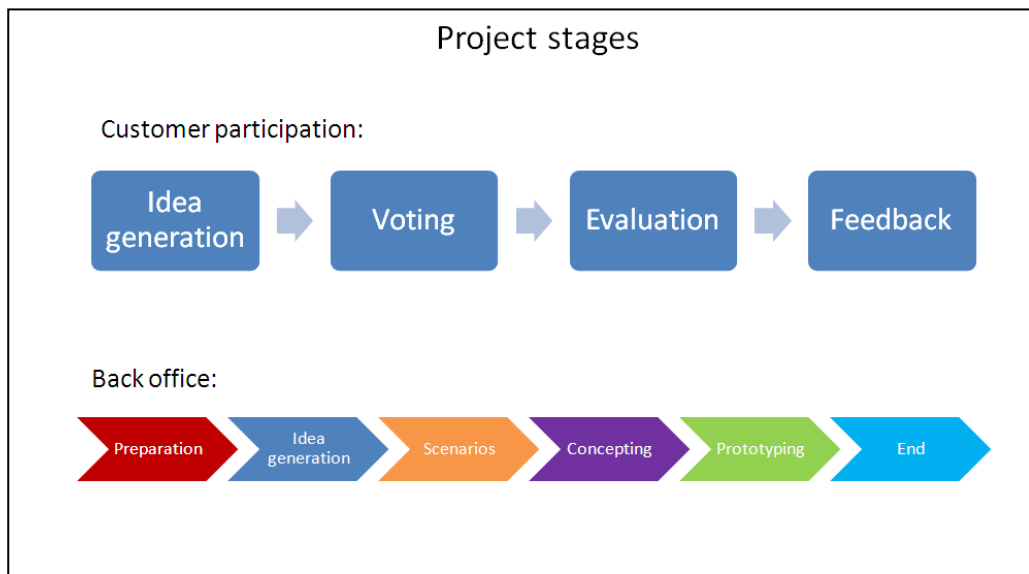 Project stages
Customer participation:
Idea
generation
Voting
Evaluation
Feedback
Back office:
Preparation
Idea
generation
Scenarios
Concepting
Prototyping
End